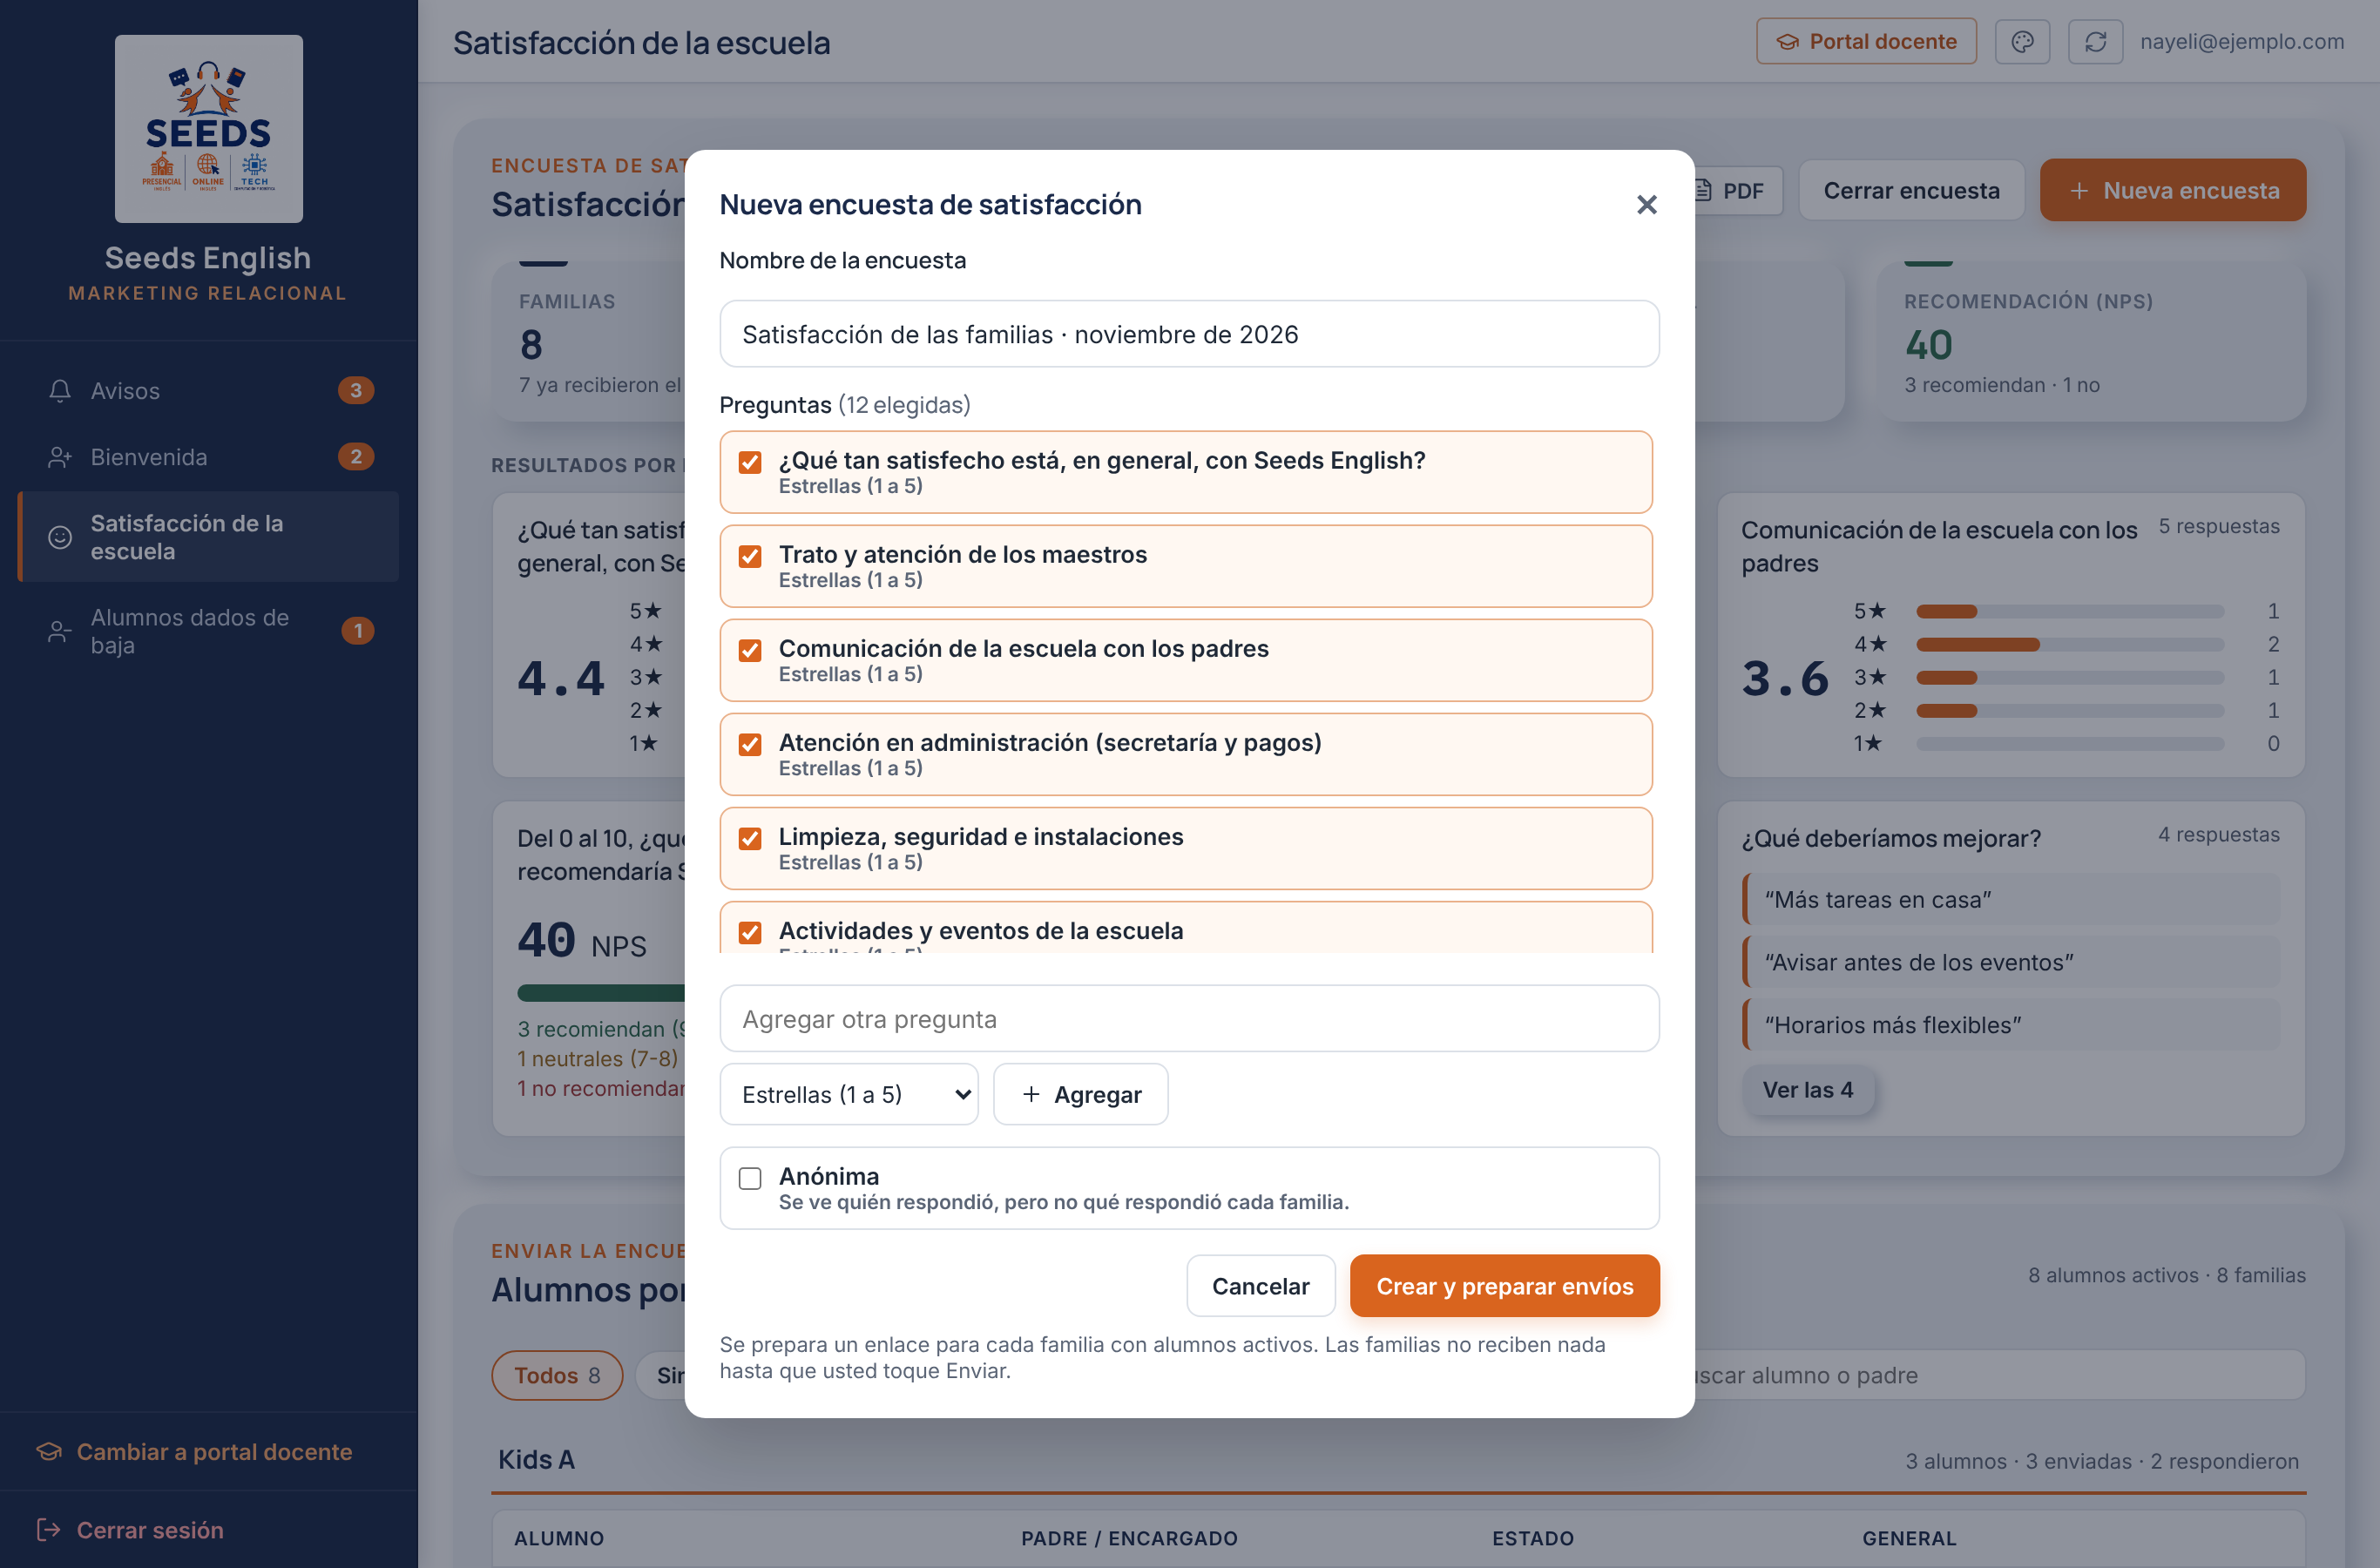 SEEDS
PRESENCIAL
INGLÉS
ONLINE
INGLÉS
TECH
Seeds English
MARKETING RELACIONAL
Avisos 3
Bienvenida 2
Satisfacción de la
escuela
Alumnos dados de
baja 1
Cambiar a portal docente
Cerrar sesión
Satisfacción de la escuela
Portal docente
nayeli@ejemplo.com
ENCUESTA DE SAT
Satisfacción
PDF
Cerrar encuesta
+ Nueva encuesta
FAMILIAS
8
7 ya recibieron el
RECOMENDACIÓN (NPS)
40
3 recomiendan · 1 no
RESULTADOS POR
¿Qué tan satisf
general, con Se
4.4
5★
4★
3★
2★
1★
Comunicación de la escuela con los
padres
5 respuestas
3.6
5★ 1
4★ 2
3★ 1
2★ 1
1★ 0
Del 0 al 10, ¿qu
recomendaría S
40 NPS
3 recomiendan (9
1 neutrales (7-8)
1 no recomiendan
¿Qué deberíamos mejorar?
4 respuestas
“Más tareas en casa”
“Avisar antes de los eventos”
“Horarios más flexibles”
Ver las 4
ENVIAR LA ENCUE
Alumnos por
8 alumnos activos · 8 familias
Todos 8
Sin
uscar alumno o padre
Kids A
3 alumnos · 3 enviadas · 2 respondieron
ALUMNO
PADRE / ENCARGADO
ESTADO
GENERAL
Nueva encuesta de satisfacción
Nombre de la encuesta
Satisfacción de las familias · noviembre de 2026
Preguntas (12 elegidas)
¿Qué tan satisfecho está, en general, con Seeds English?
Estrellas (1 a 5)
Trato y atención de los maestros
Estrellas (1 a 5)
Comunicación de la escuela con los padres
Estrellas (1 a 5)
Atención en administración (secretaría y pagos)
Estrellas (1 a 5)
Limpieza, seguridad e instalaciones
Estrellas (1 a 5)
Actividades y eventos de la escuela
Estrellas (1 a 5)
Agregar otra pregunta
Estrellas (1 a 5)
+ Agregar
Anónima
Se ve quién respondió, pero no qué respondió cada familia.
Cancelar
Crear y preparar envíos
Se prepara un enlace para cada familia con alumnos activos. Las familias no reciben nada
hasta que usted toque Enviar.